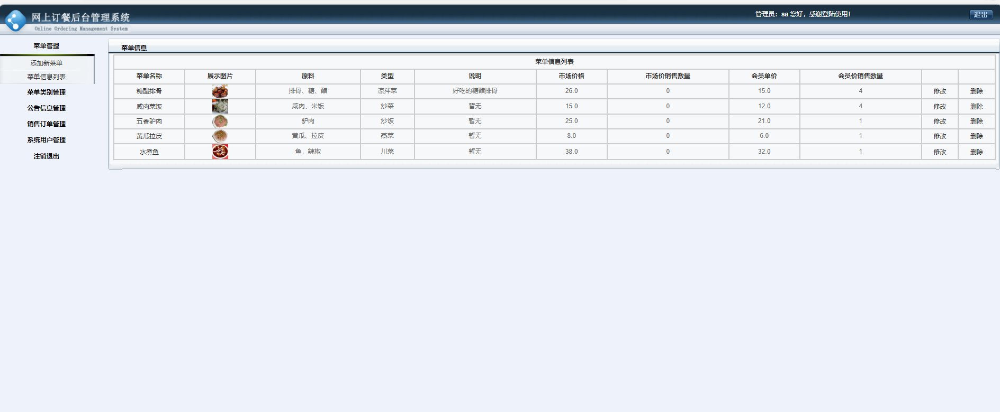 网上订餐后台管理系统
Online Ordering Management System
管理员：sa 您好，感谢登陆使用！
退出
菜单管理
添加新菜单
菜单信息列表
菜单类别管理
公告信息管理
销售订单管理
系统用户管理
注销退出
菜单信息
菜单信息列表
菜单名称 展示图片 原料 类型 说明 市场价格 市场价销售数量 会员单价 会员价销售数量
糖醋排骨 排骨、糖、醋 凉拌菜 好吃的糖醋排骨 26.0 0 15.0 4 修改 删除
咸肉菜饭 咸肉、米饭 炒菜 暂无 15.0 0 12.0 4 修改 删除
五香驴肉 驴肉 炒饭 暂无 25.0 0 21.0 1 修改 删除
黄瓜拉皮 黄瓜、拉皮 蒸菜 暂无 8.0 0 6.0 1 修改 删除
水煮鱼 鱼，辣椒 川菜 暂无 38.0 0 32.0 1 修改 删除